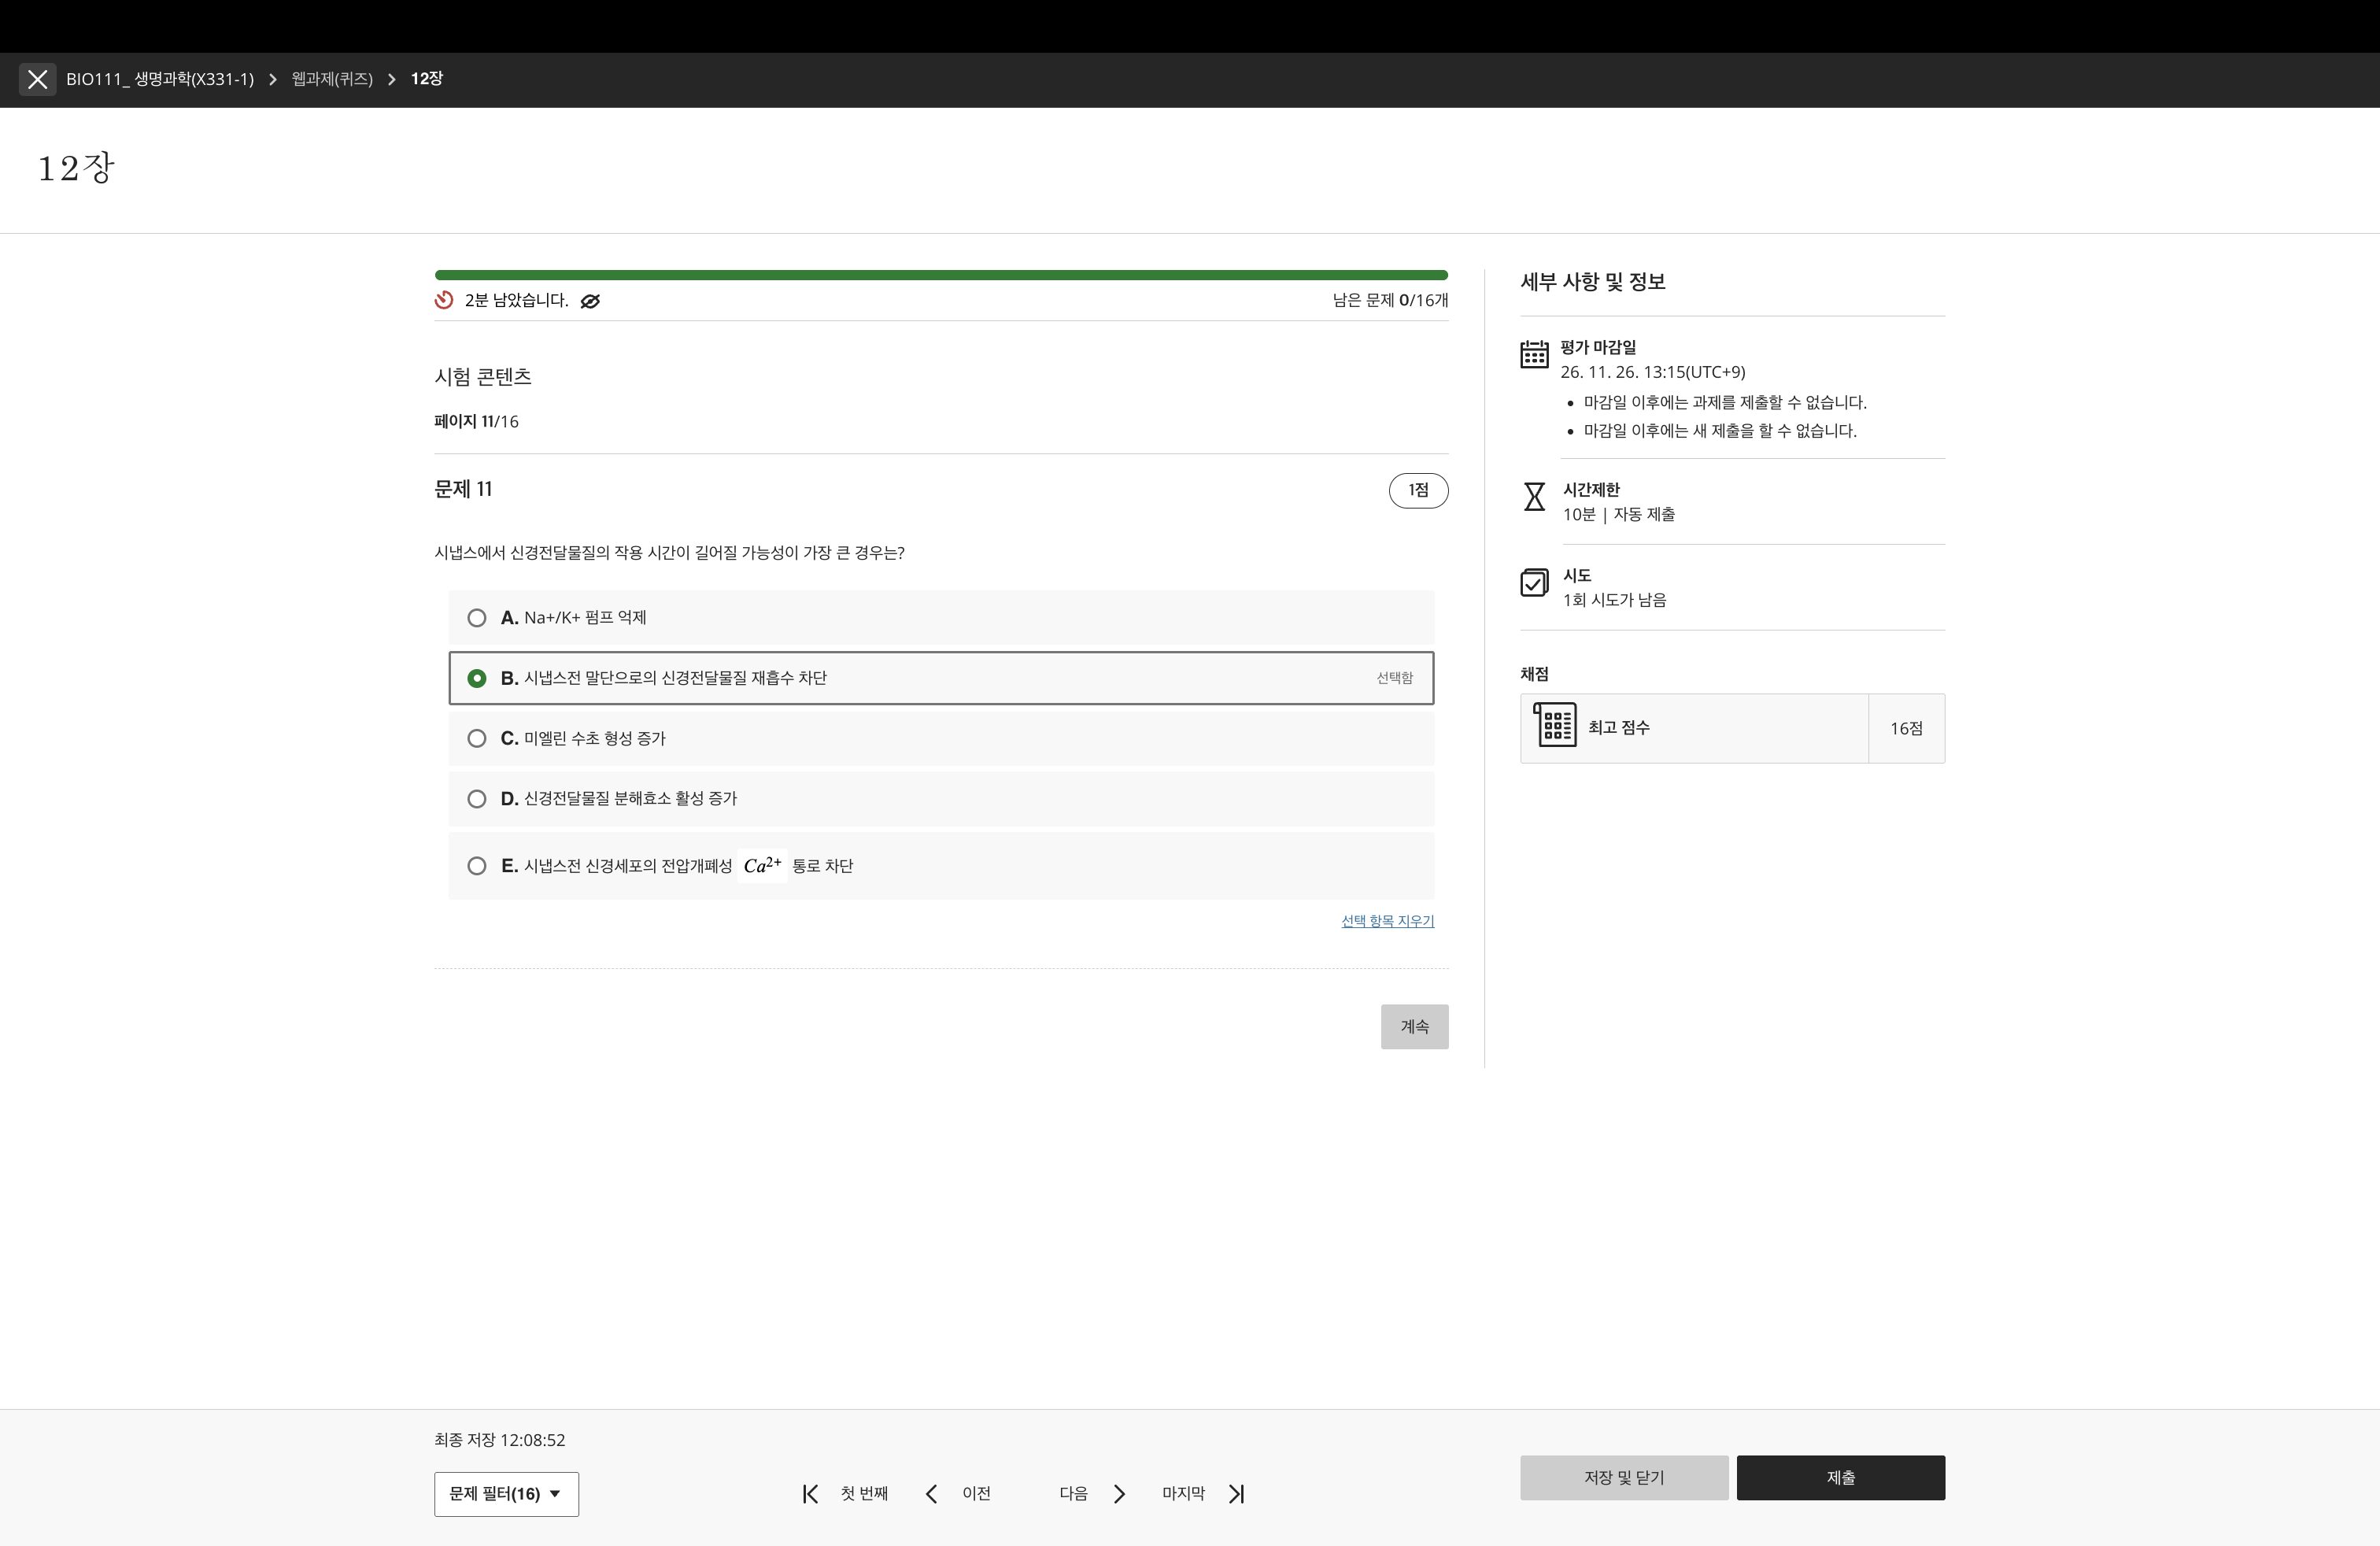 BIO111_ 생명과학(X331-1) > 웹과제(퀴즈) > 12장
12장
2분 남았습니다.
남은 문제 0/16개
시험 콘텐츠
페이지 11/16
문제 11
1점
시냅스에서 신경전달물질의 작용 시간이 길어질 가능성이 가장 큰 경우는?
A. Na+/K+ 펌프 억제
B. 시냅스전 말단으로의 신경전달물질 재흡수 차단
선택함
C. 미엘린 수초 형성 증가
D. 신경전달물질 분해효소 활성 증가
E. 시냅스전 신경세포의 전압개폐성 Ca²⁺ 통로 차단
선택 항목 지우기
계속
세부 사항 및 정보
평가 마감일
26. 11. 26. 13:15(UTC+9)
• 마감일 이후에는 과제를 제출할 수 없습니다.
• 마감일 이후에는 새 제출을 할 수 없습니다.
시간제한
10분 | 자동 제출
시도
1회 시도가 남음
채점
최고 점수
16점
최종 저장 12:08:52
문제 필터(16)
첫 번째
이전
다음
마지막
저장 및 닫기
제출